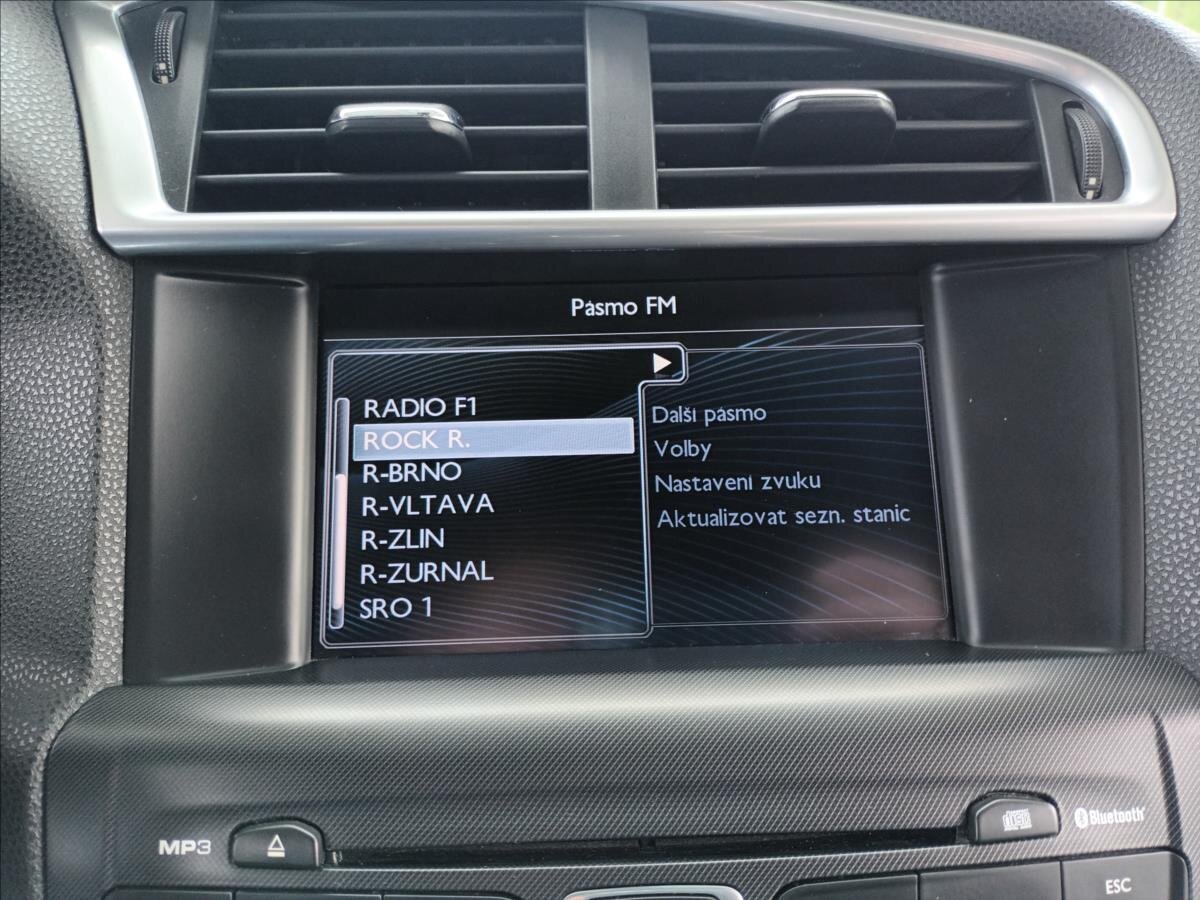 Pásmo FM
RADIO F1
ROCK R.
R-BRNO
R-VLTAVA
R-ZLIN
R-ZURNAL
SRO 1
Další pásmo
Volby
Nastavení zvuku
Aktualizovat sezn. stanic
MP3
Bluetooth
ESC